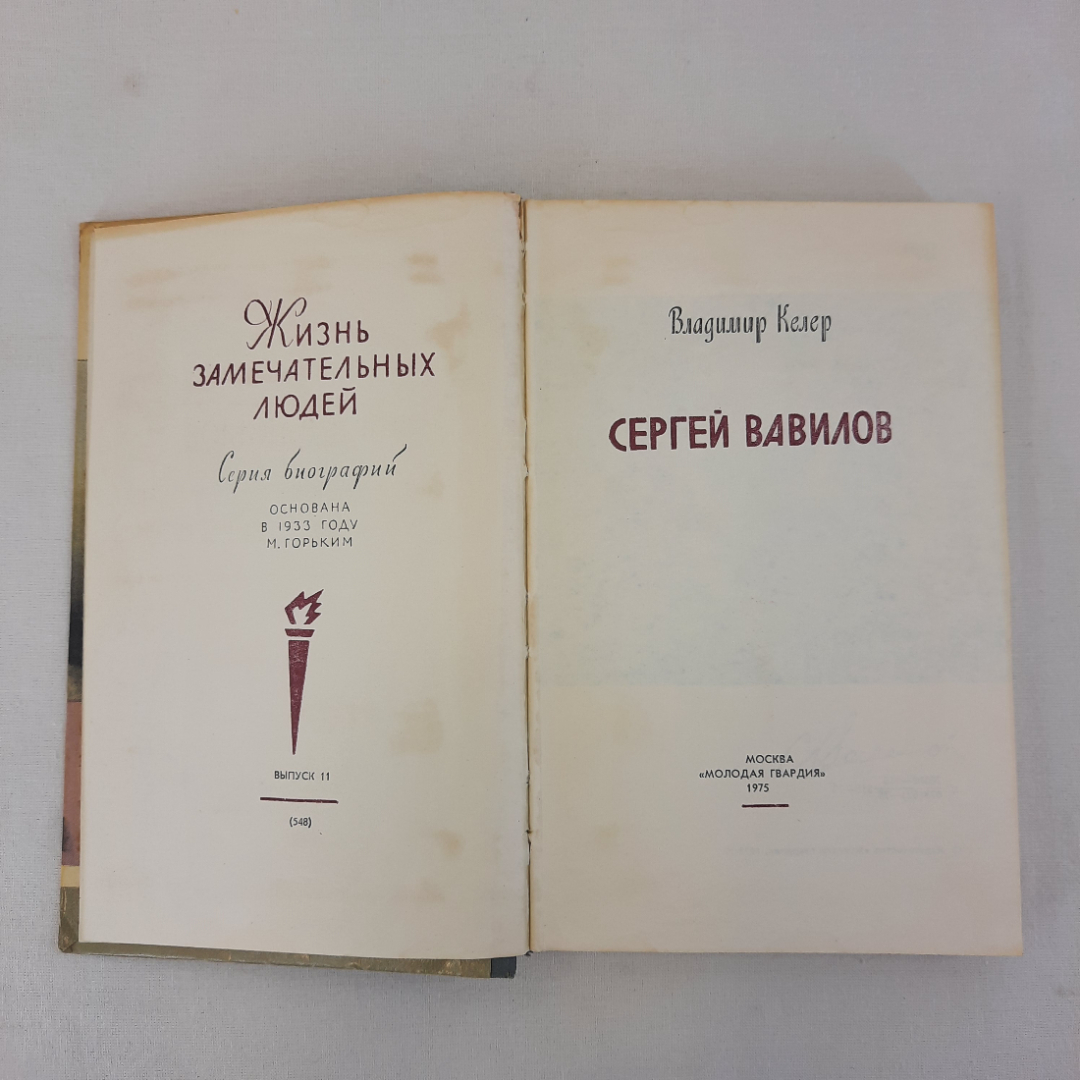 Жизнь
ЗАМЕЧАТЕЛЬНЫХ
ЛЮДЕЙ
Серия биографий
ОСНОВАНА
В 1933 ГОДУ
М. ГОРЬКИМ
ВЫПУСК 11
(548)
Владимир Келер
СЕРГЕЙ ВАВИЛОВ
МОСКВА
«МОЛОДАЯ ГВАРДИЯ»
1975